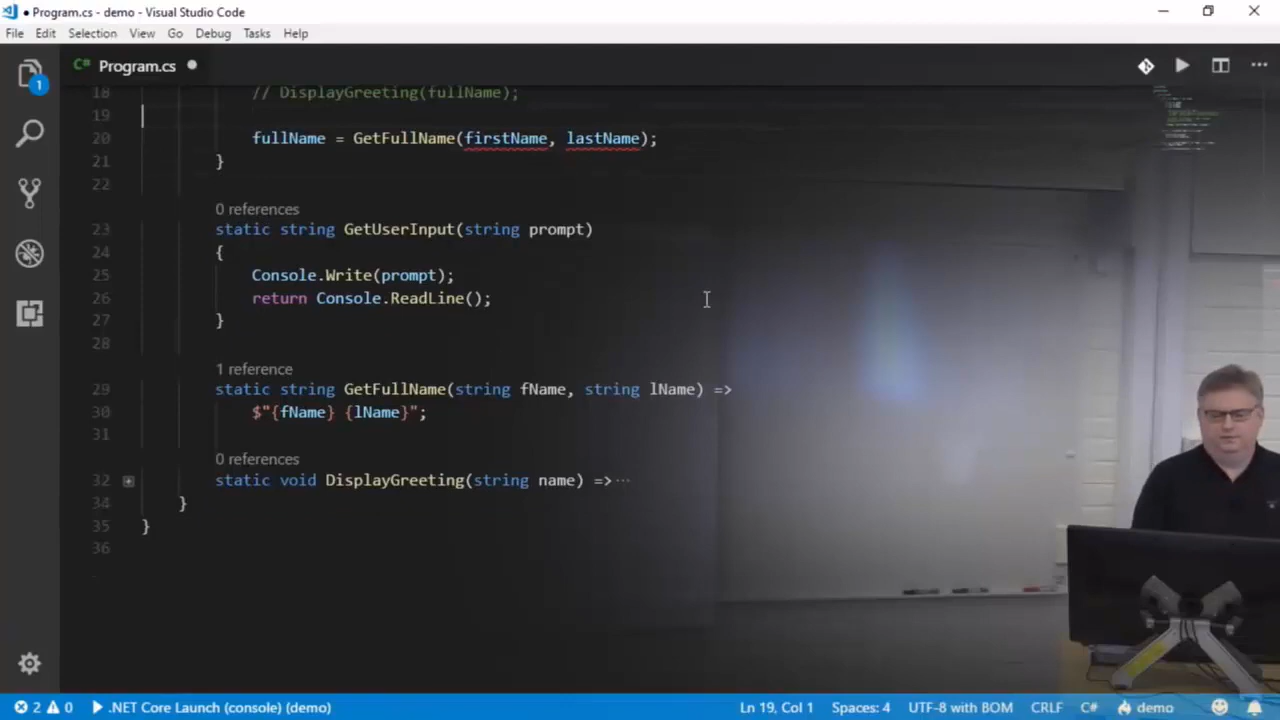 Program.cs - demo - Visual Studio Code
File Edit Selection View Go Debug Tasks Help
C# Program.cs
1
18 // DisplayGreeting(fullName);
19
20 fullName = GetFullName(firstName, lastName);
21 }
22
0 references
23 static string GetUserInput(string prompt)
24 {
25 Console.Write(prompt);
26 return Console.ReadLine();
27 }
28
1 reference
29 static string GetFullName(string fName, string lName) =>
30 $"{fName} {lName}";
31
0 references
32 static void DisplayGreeting(string name) =>···
34 }
35 }
36
2 0 .NET Core Launch (console) (demo) Ln 19, Col 1 Spaces: 4 UTF-8 with BOM CRLF C# demo